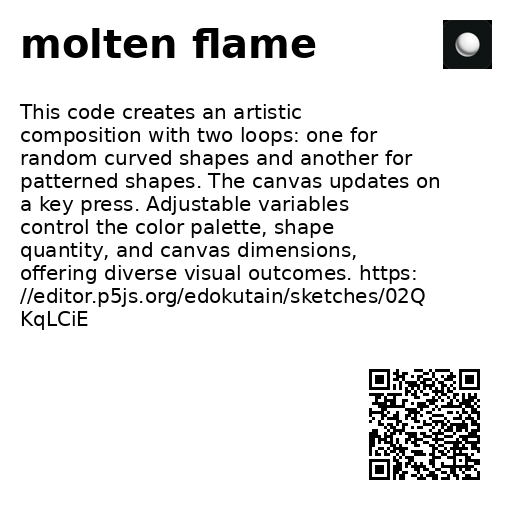 molten flame
This code creates an artistic
composition with two loops: one for
random curved shapes and another for
patterned shapes. The canvas updates on
a key press. Adjustable variables
control the color palette, shape
quantity, and canvas dimensions,
offering diverse visual outcomes. https:
//editor.p5js.org/edokutain/sketches/02Q
KqLCiE